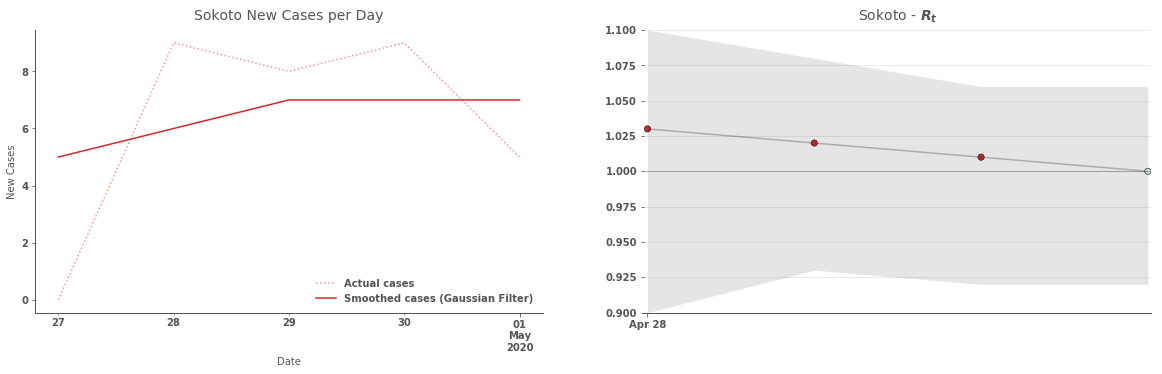 Sokoto New Cases per Day
8
6
4
2
0
New Cases
27
28
29
30
01
May
2020
Date
Actual cases
Smoothed cases (Gaussian Filter)
Sokoto - Rt
1.100
1.075
1.050
1.025
1.000
0.975
0.950
0.925
0.900
Apr 28